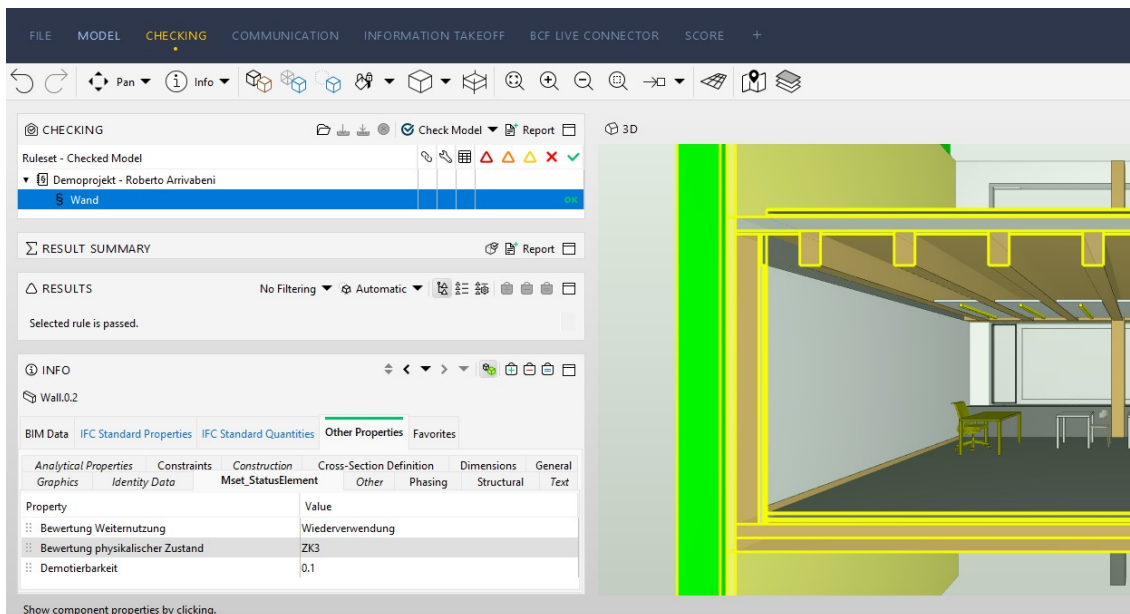 FILE MODEL CHECKING COMMUNICATION INFORMATION TAKEOFF BCF LIVE CONNECTOR SCORE +
Pan Info
CHECKING Check Model Report
3D
Ruleset - Checked Model
Demoprojekt - Roberto Arrivabeni
§ Wand OK
RESULT SUMMARY Report
RESULTS No Filtering Automatic
Selected rule is passed.
INFO
Wall.0.2
BIM Data IFC Standard Properties IFC Standard Quantities Other Properties Favorites
Analytical Properties Constraints Construction Cross-Section Definition Dimensions General
Graphics Identity Data Mset_StatusElement Other Phasing Structural Text
Property Value
Bewertung Weiternutzung Wiederverwendung
Bewertung physikalischer Zustand ZK3
Demotierbarkeit 0.1
Show component properties by clicking.